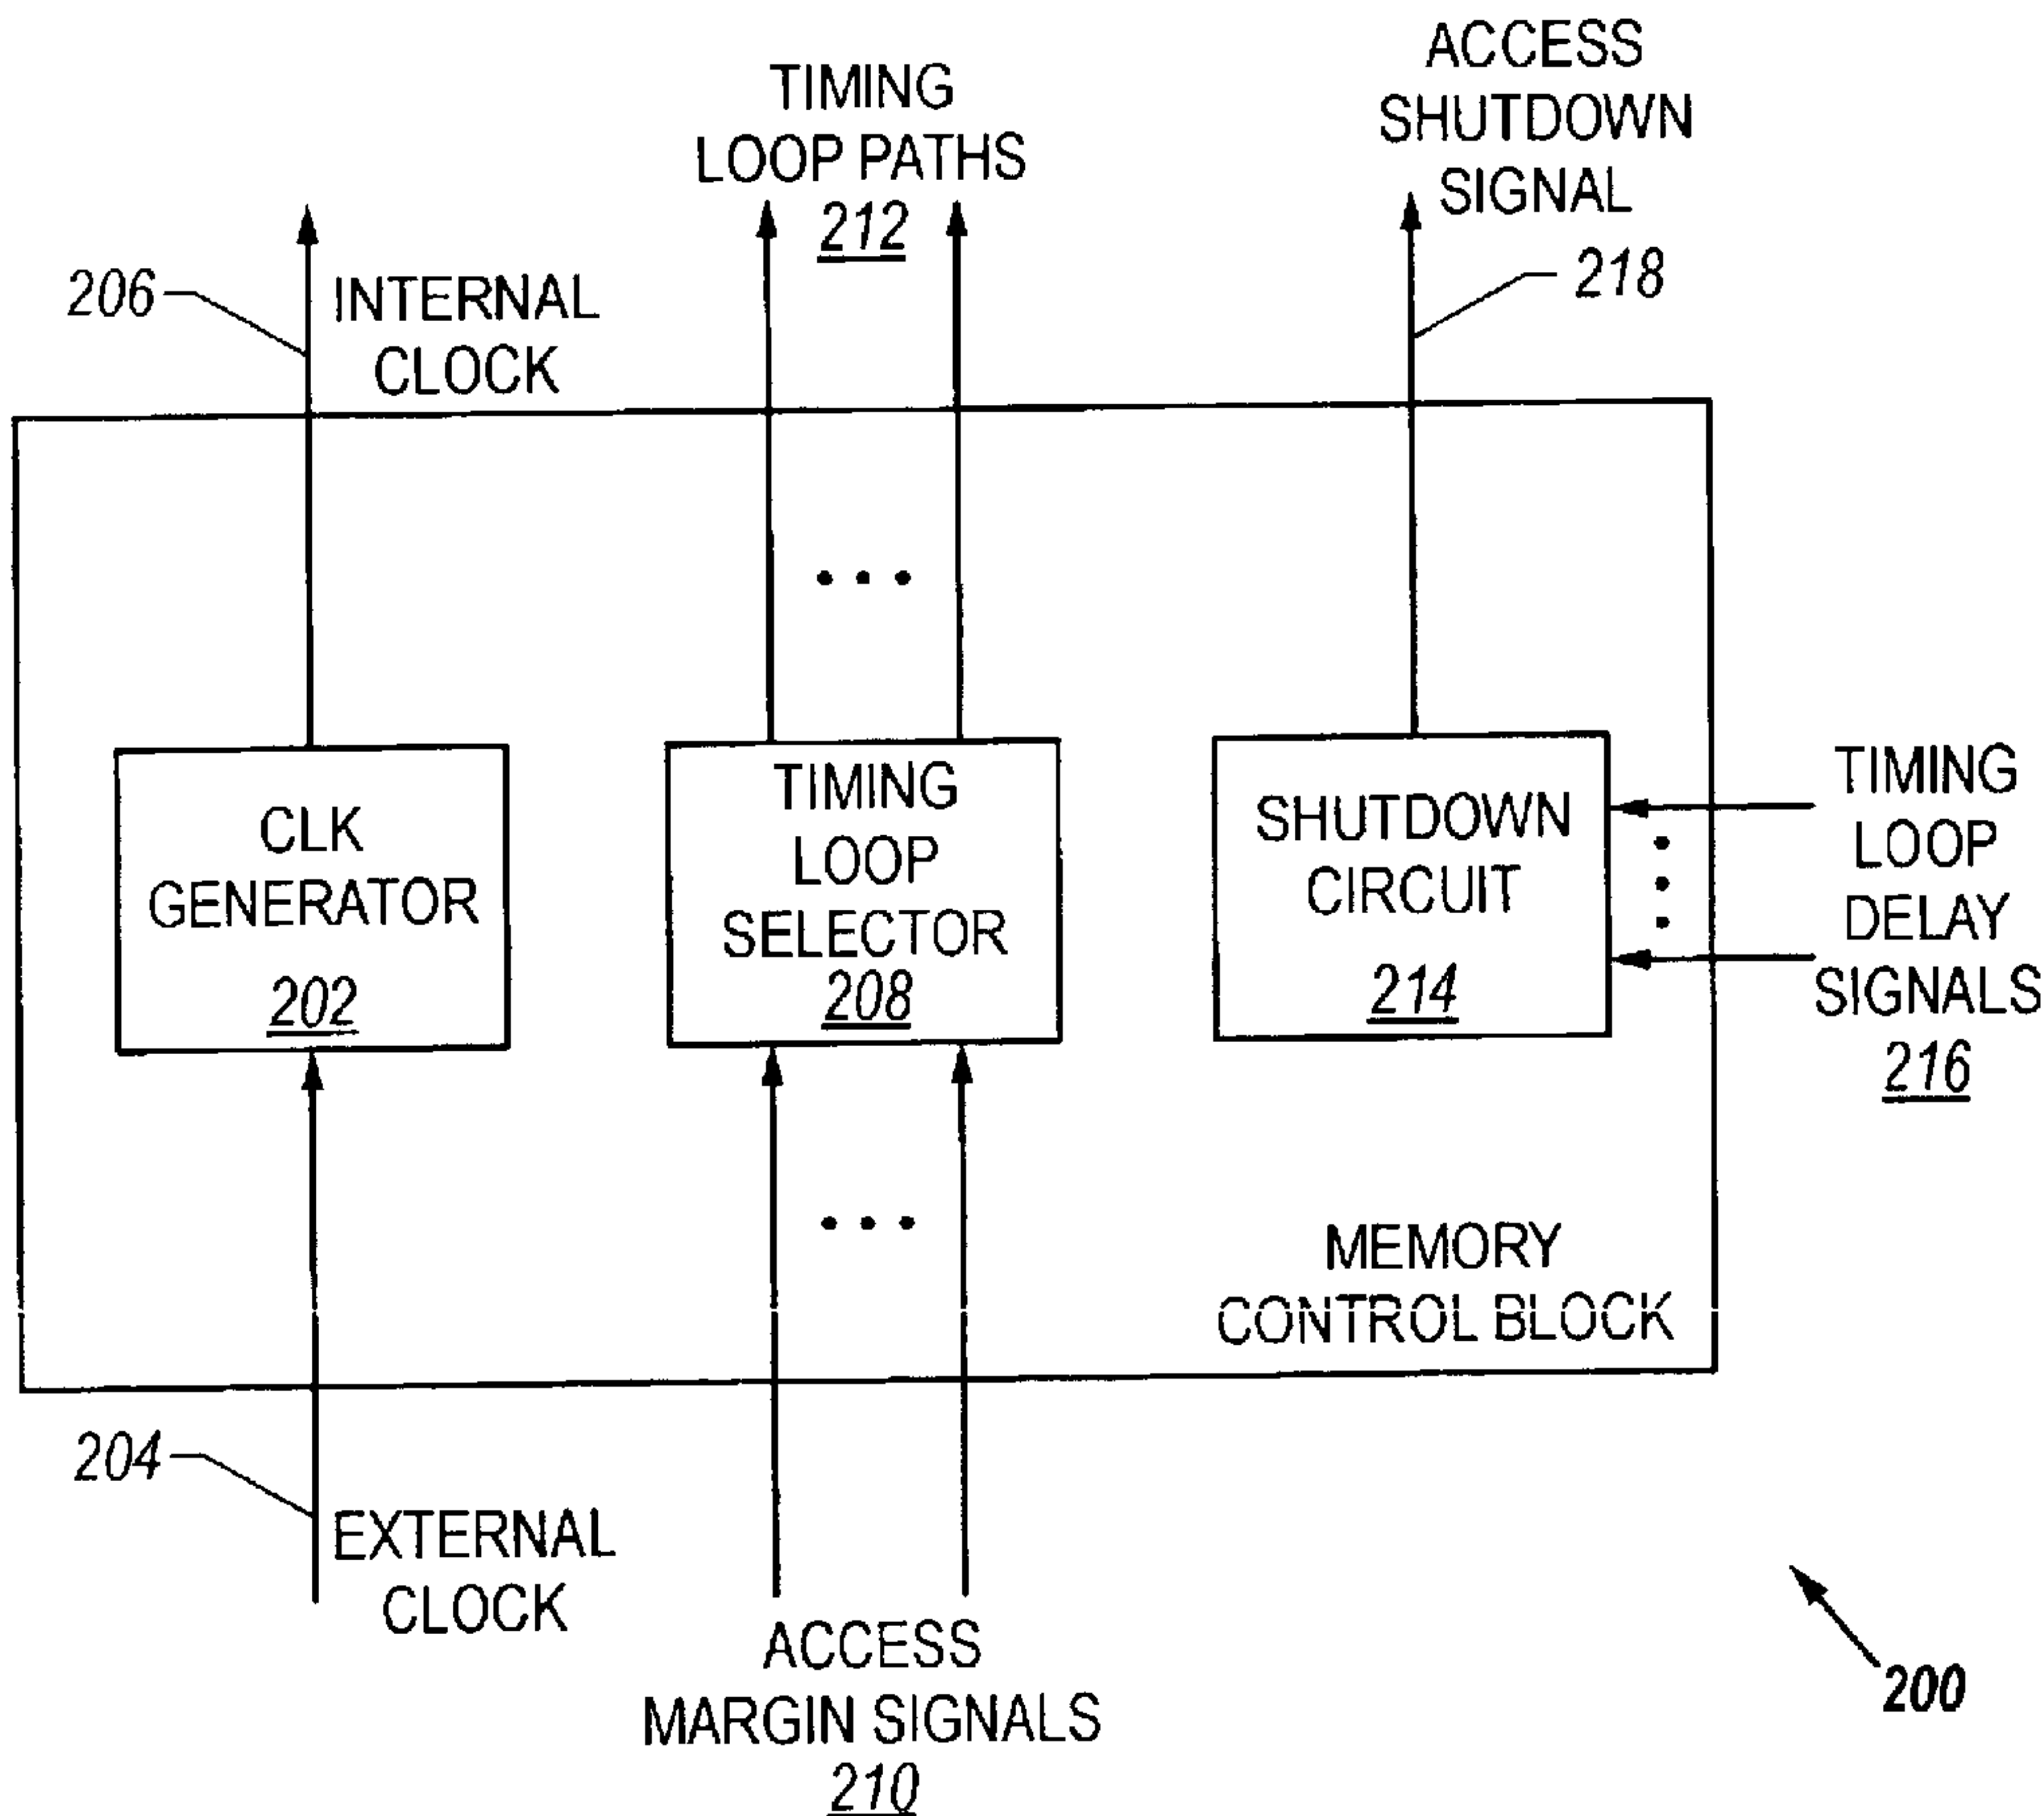 ACCESS
SHUTDOWN
SIGNAL
218
TIMING
LOOP PATHS
212
206
INTERNAL
CLOCK
CLK
GENERATOR
202
TIMING
LOOP
SELECTOR
208
SHUTDOWN
CIRCUIT
214
TIMING
LOOP
DELAY
SIGNALS
216
MEMORY
CONTROL BLOCK
204
EXTERNAL
CLOCK
ACCESS
MARGIN SIGNALS
210
200